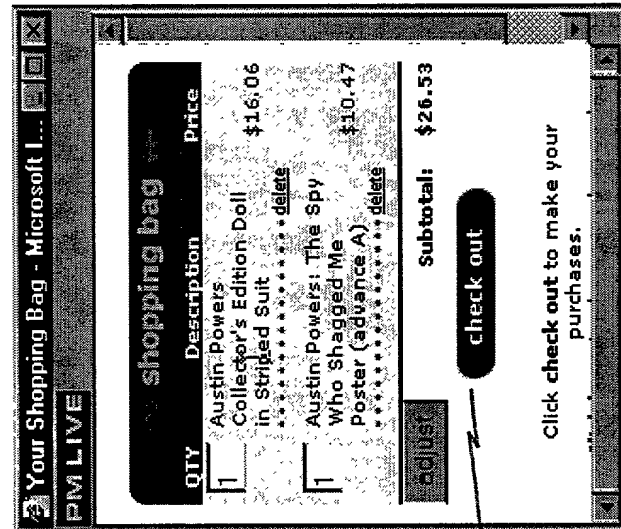 Your Shopping Bag - Microsoft I...
PM LIVE
shopping bag
QTY Description Price
1 Austin Powers
Collector's Edition Doll
in Striped Suit $16.06
delete
1 Austin Powers: The Spy
Who Shagged Me
Poster (advance A) $10.47
delete
adjust Subtotal: $26.53
check out
Click check out to make your
purchases.